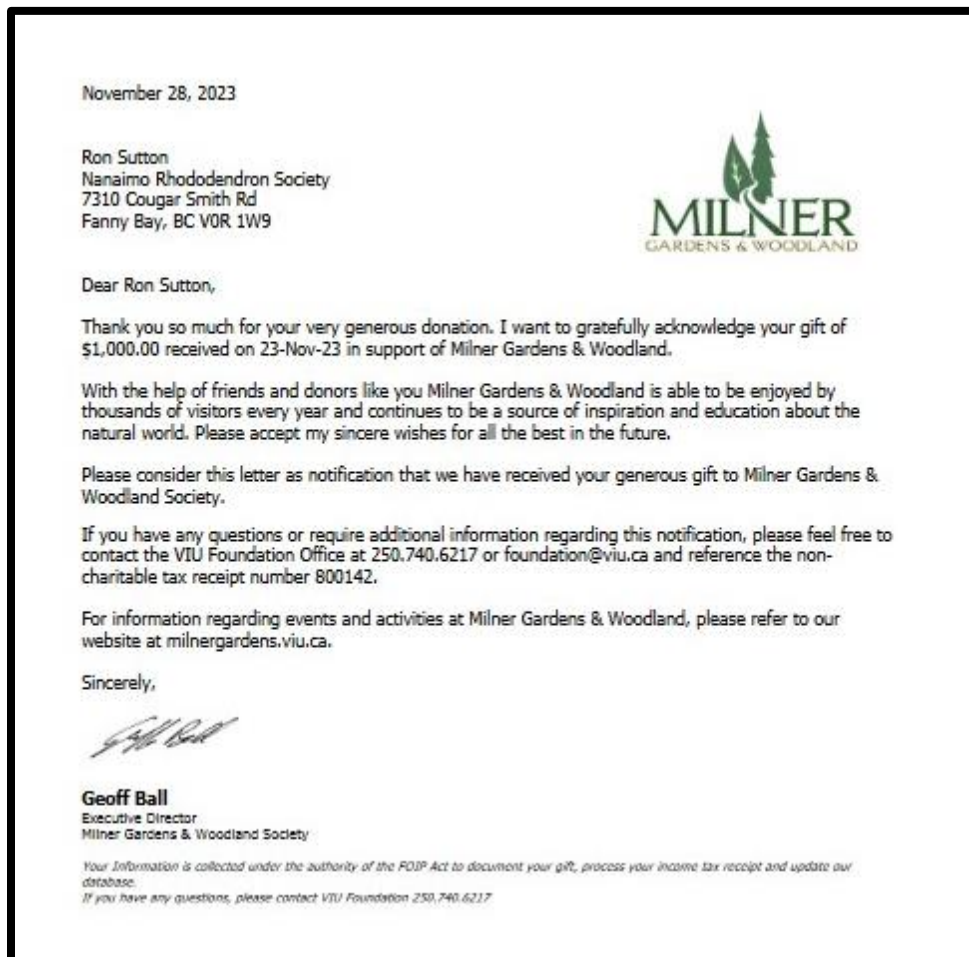 November 28, 2023
Ron Sutton
Nanaimo Rhododendron Society
7310 Cougar Smith Rd
Fanny Bay, BC V0R 1W9
MILNER
GARDENS & WOODLAND
Dear Ron Sutton,
Thank you so much for your very generous donation. I want to gratefully acknowledge your gift of
$1,000.00 received on 23-Nov-23 in support of Milner Gardens & Woodland.
With the help of friends and donors like you Milner Gardens & Woodland is able to be enjoyed by
thousands of visitors every year and continues to be a source of inspiration and education about the
natural world. Please accept my sincere wishes for all the best in the future.
Please consider this letter as notification that we have received your generous gift to Milner Gardens &
Woodland Society.
If you have any questions or require additional information regarding this notification, please feel free to
contact the VIU Foundation Office at 250.740.6217 or foundation@viu.ca and reference the non-
charitable tax receipt number 800142.
For information regarding events and activities at Milner Gardens & Woodland, please refer to our
website at milnergardens.viu.ca.
Sincerely,
Geoff Ball
Geoff Ball
Executive Director
Milner Gardens & Woodland Society
Your Information is collected under the authority of the FOIP Act to document your gift, process your income tax receipt and update our
database.
If you have any questions, please contact VIU Foundation 250.740.6217